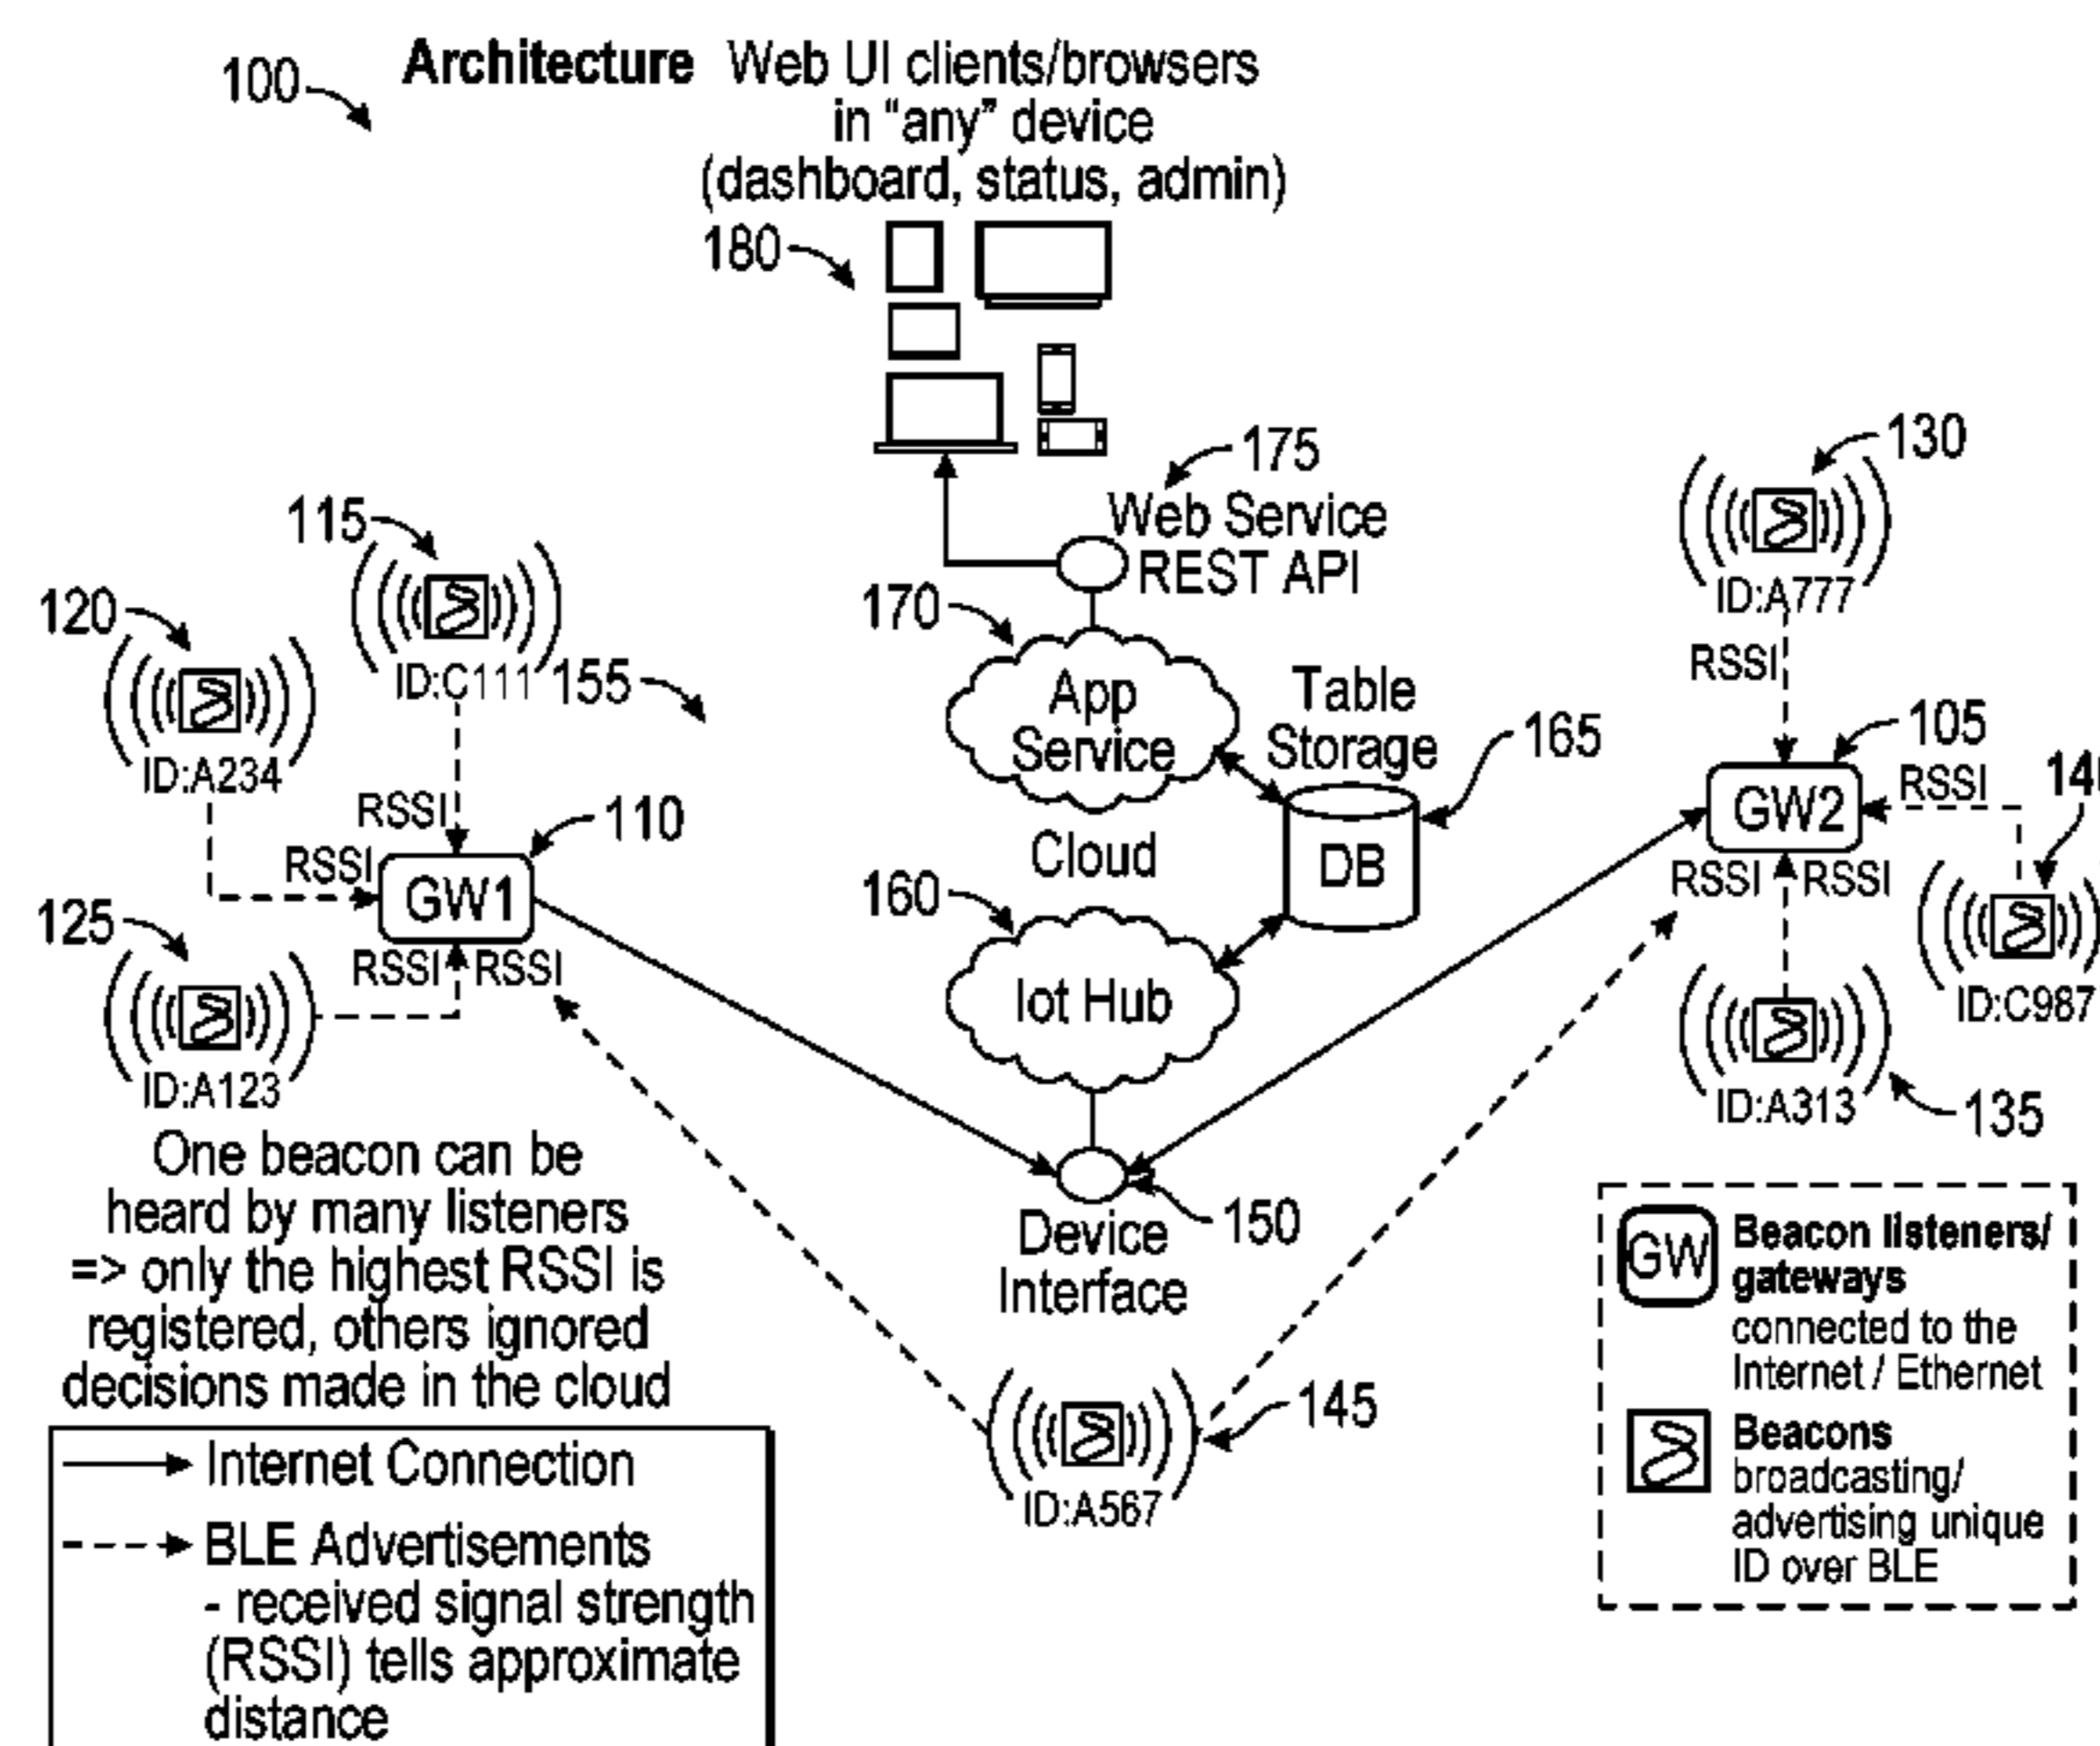 100
Architecture Web UI clients/browsers
in “any” device
(dashboard, status, admin)
180
175
Web Service
REST API
130
ID:A777
RSSI
115
ID:C111
120
ID:A234
155
170
App
Service
Table
Storage
165
105
RSSI
RSSI
110
RSSI
GW1
Cloud
DB
GW2
RSSI
RSSI
125
RSSI
RSSI
ID:A123
160
Iot Hub
ID:C987
ID:A313
135
One beacon can be
heard by many listeners
=> only the highest RSSI is
registered, others ignored
decisions made in the cloud
150
Device
Interface
145
ID:A567
Internet Connection
BLE Advertisements
- received signal strength
(RSSI) tells approximate
distance
GW
Beacon listeners/
gateways
connected to the
Internet / Ethernet
Beacons
broadcasting/
advertising unique
ID over BLE